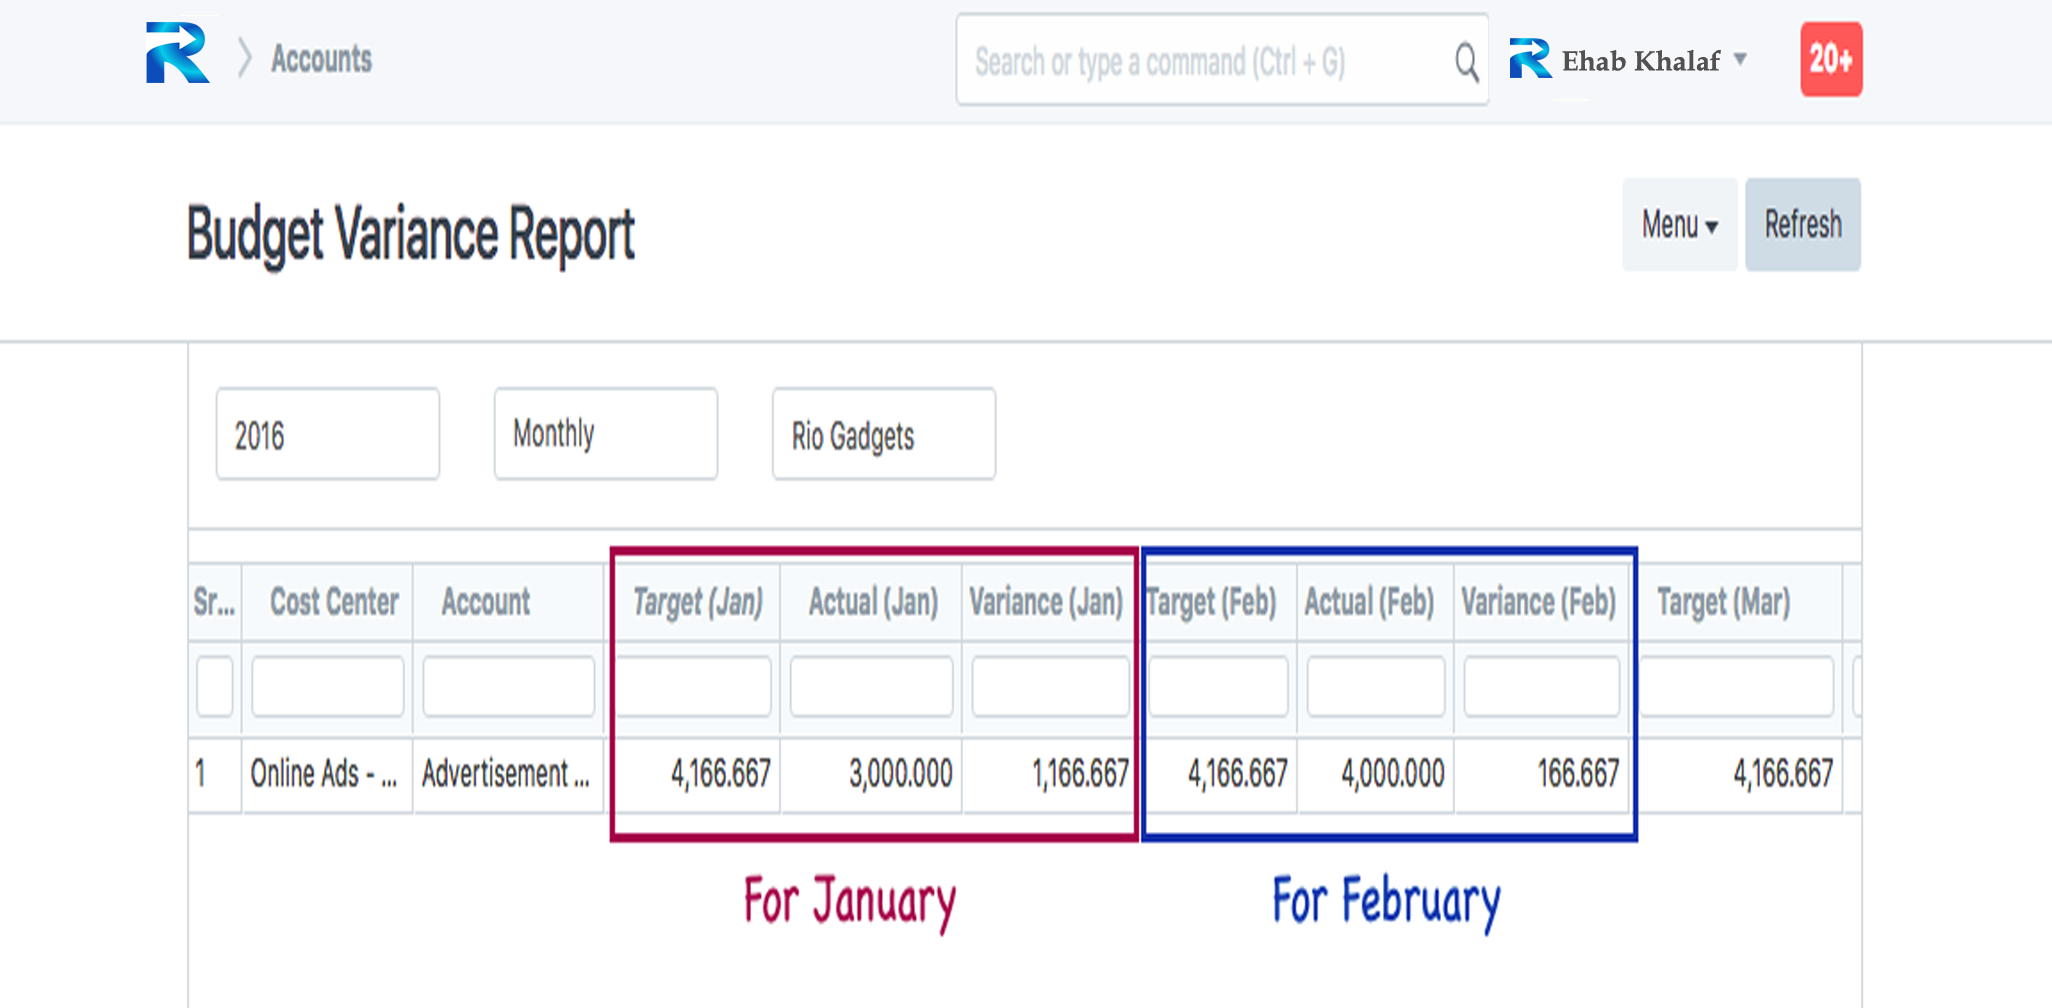 Accounts
Search or type a command (Ctrl + G)
Ehab Khalaf
20+
Budget Variance Report
Menu
Refresh
2016
Monthly
Rio Gadgets
Sr... Cost Center Account Target (Jan) Actual (Jan) Variance (Jan) Target (Feb) Actual (Feb) Variance (Feb) Target (Mar)
1 Online Ads - ... Advertisement ... 4,166.667 3,000.000 1,166.667 4,166.667 4,000.000 166.667 4,166.667
For January
For February